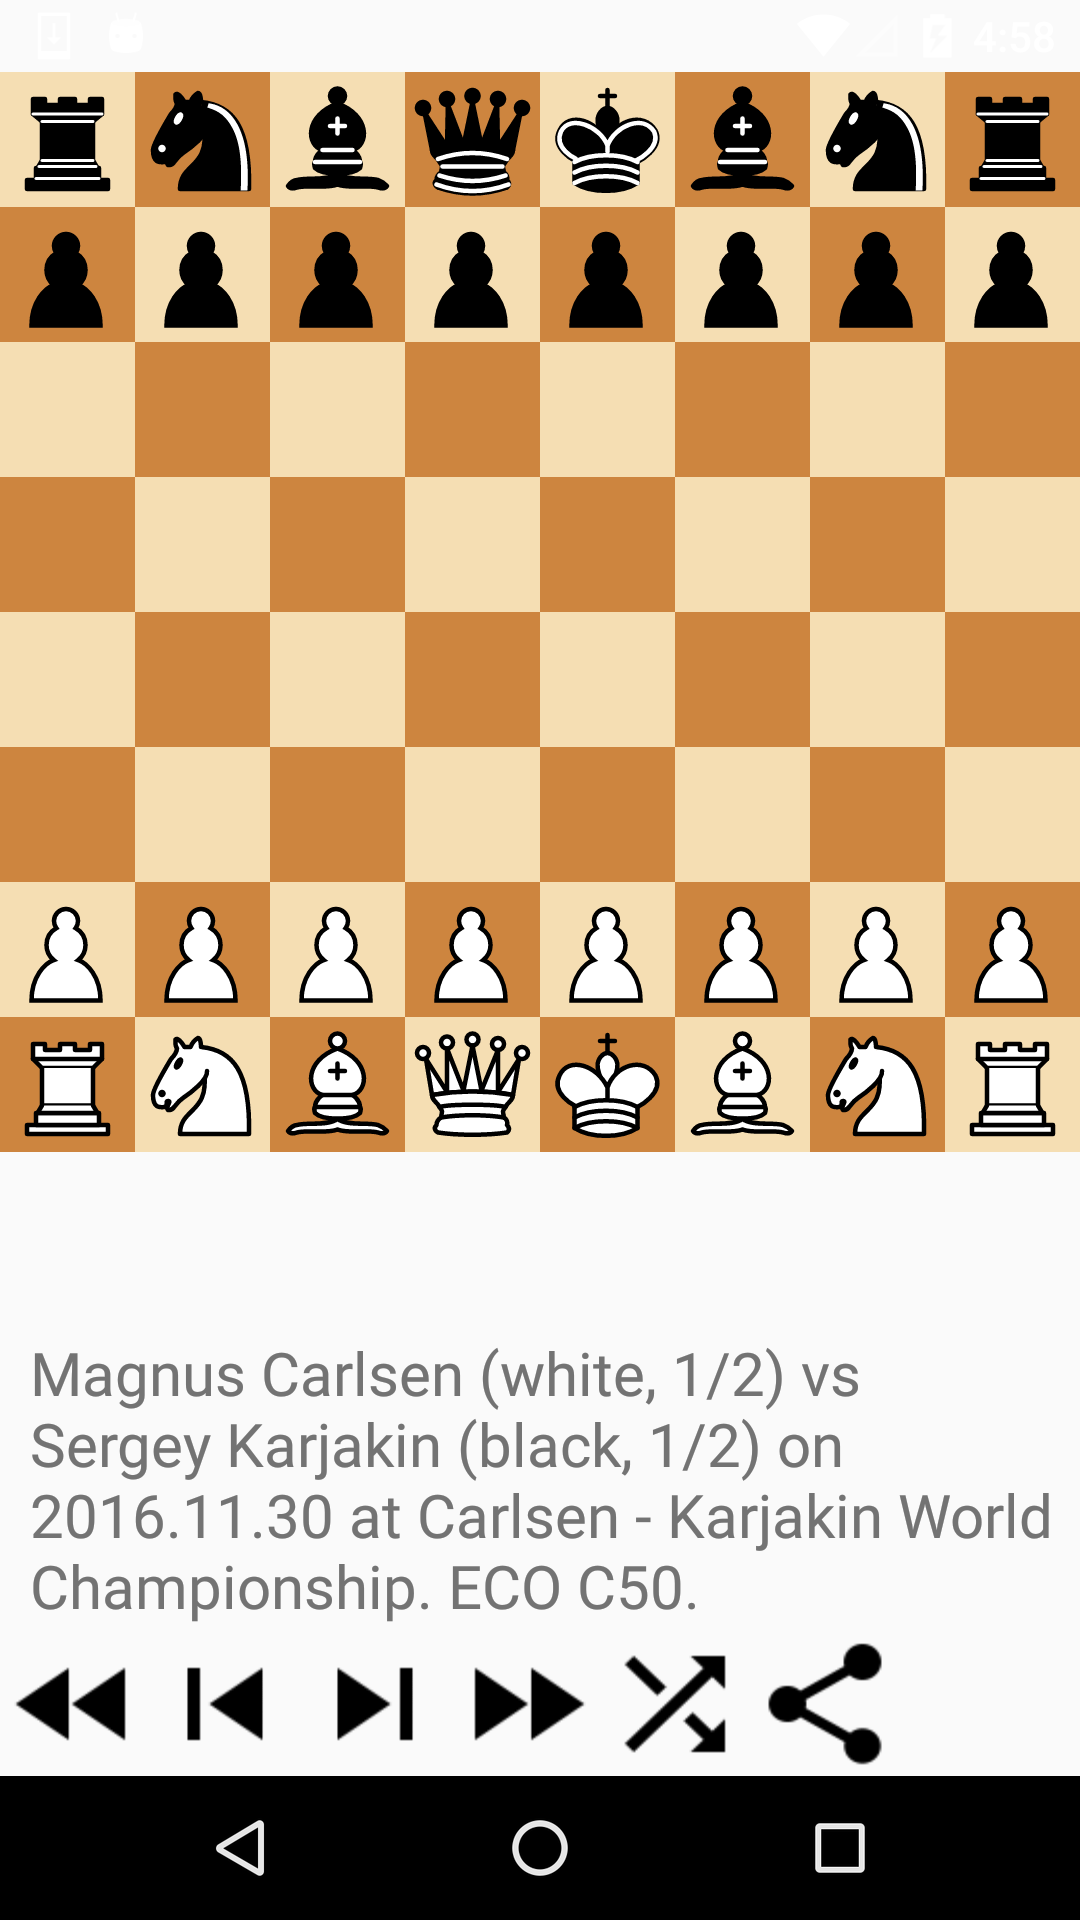 4:58
Magnus Carlsen (white, 1/2) vs
Sergey Karjakin (black, 1/2) on
2016.11.30 at Carlsen - Karjakin World
Championship. ECO C50.